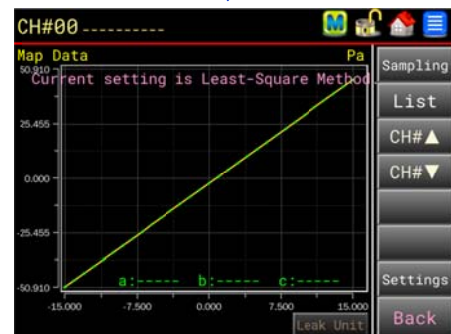 CH#00----------
M
Map Data
Pa
Current setting is Least-Square Method.
50.910
25.455
0.000
-25.455
-50.910
a:----- b:----- c:-----
-15.000 -7.500 0.000 7.500 15.000
Leak Unit
Sampling
List
CH#▲
CH#▼
Settings
Back